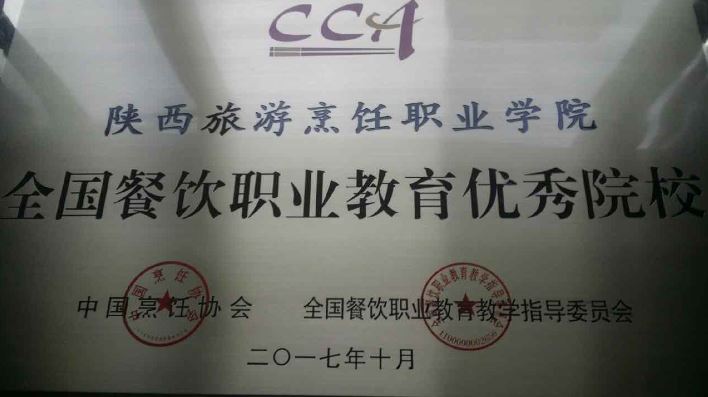 CCA
陕西旅游烹饪职业学院
全国餐饮职业教育优秀院校
中国烹饪协会 全国餐饮职业教育教学指导委员会
二〇一七年十月